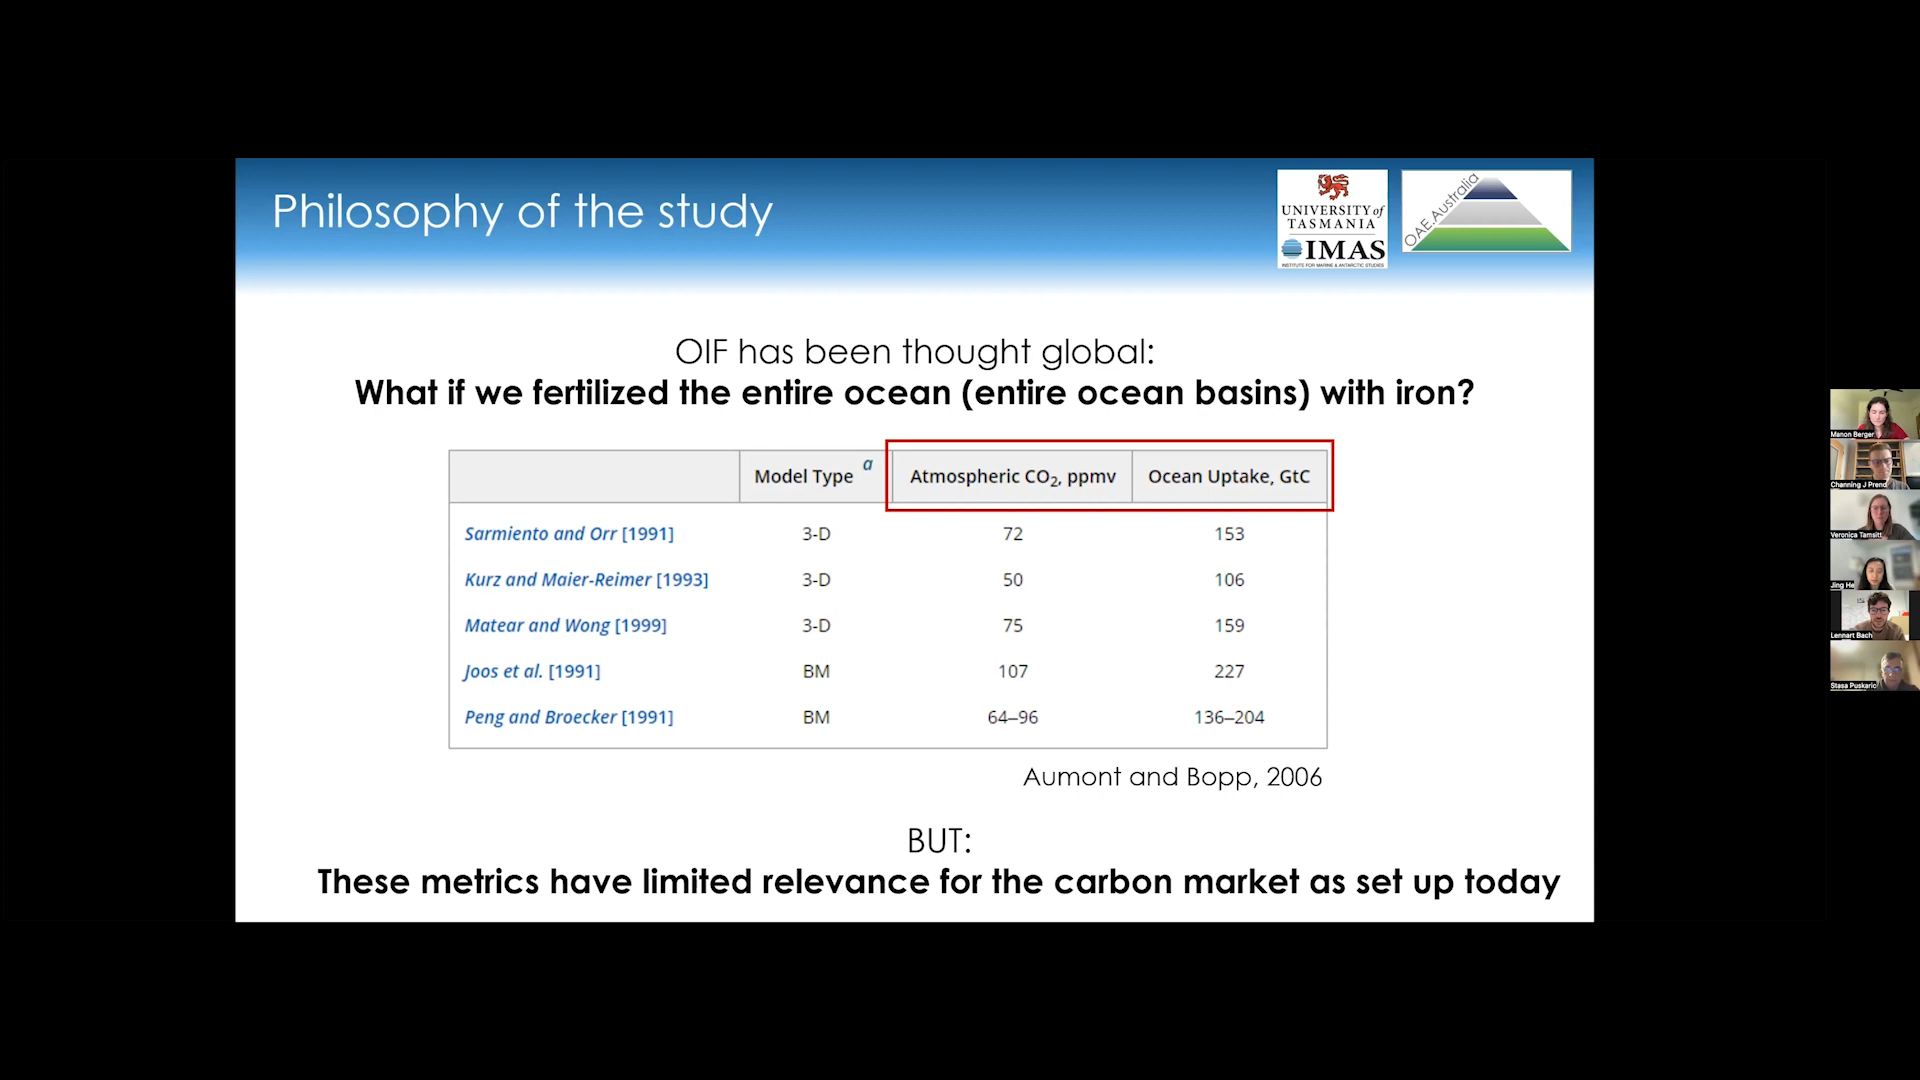 Philosophy of the study
UNIVERSITY of
TASMANIA
IMAS
INSTITUTE FOR MARINE & ANTARCTIC STUDIES
OAE.Australia
OIF has been thought global:
What if we fertilized the entire ocean (entire ocean basins) with iron?
Model Type a Atmospheric CO2, ppmv Ocean Uptake, GtC
Sarmiento and Orr [1991] 3-D 72 153
Kurz and Maier-Reimer [1993] 3-D 50 106
Matear and Wong [1999] 3-D 75 159
Joos et al. [1991] BM 107 227
Peng and Broecker [1991] BM 64–96 136–204
Aumont and Bopp, 2006
BUT:
These metrics have limited relevance for the carbon market as set up today
Manon Berger
Channing J Prend
Veronica Tamsitt
Jing He
Lennart Bach
Stasa Puskaric